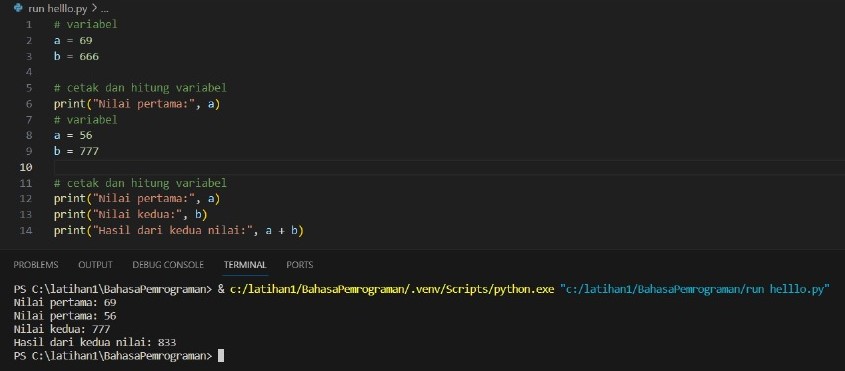 run helllo.py > ...
1 # variabel
2 a = 69
3 b = 666
4
5 # cetak dan hitung variabel
6 print("Nilai pertama:", a)
7 # variabel
8 a = 56
9 b = 777
10
11 # cetak dan hitung variabel
12 print("Nilai pertama:", a)
13 print("Nilai kedua:", b)
14 print("Hasil dari kedua nilai:", a + b)
PROBLEMS OUTPUT DEBUG CONSOLE TERMINAL PORTS
PS C:\latihan1\BahasaPemrograman> & c:/latihan1/BahasaPemrograman/.venv/Scripts/python.exe "c:/latihan1/BahasaPemrograman/run helllo.py"
Nilai pertama: 69
Nilai pertama: 56
Nilai kedua: 777
Hasil dari kedua nilai: 833
PS C:\latihan1\BahasaPemrograman>